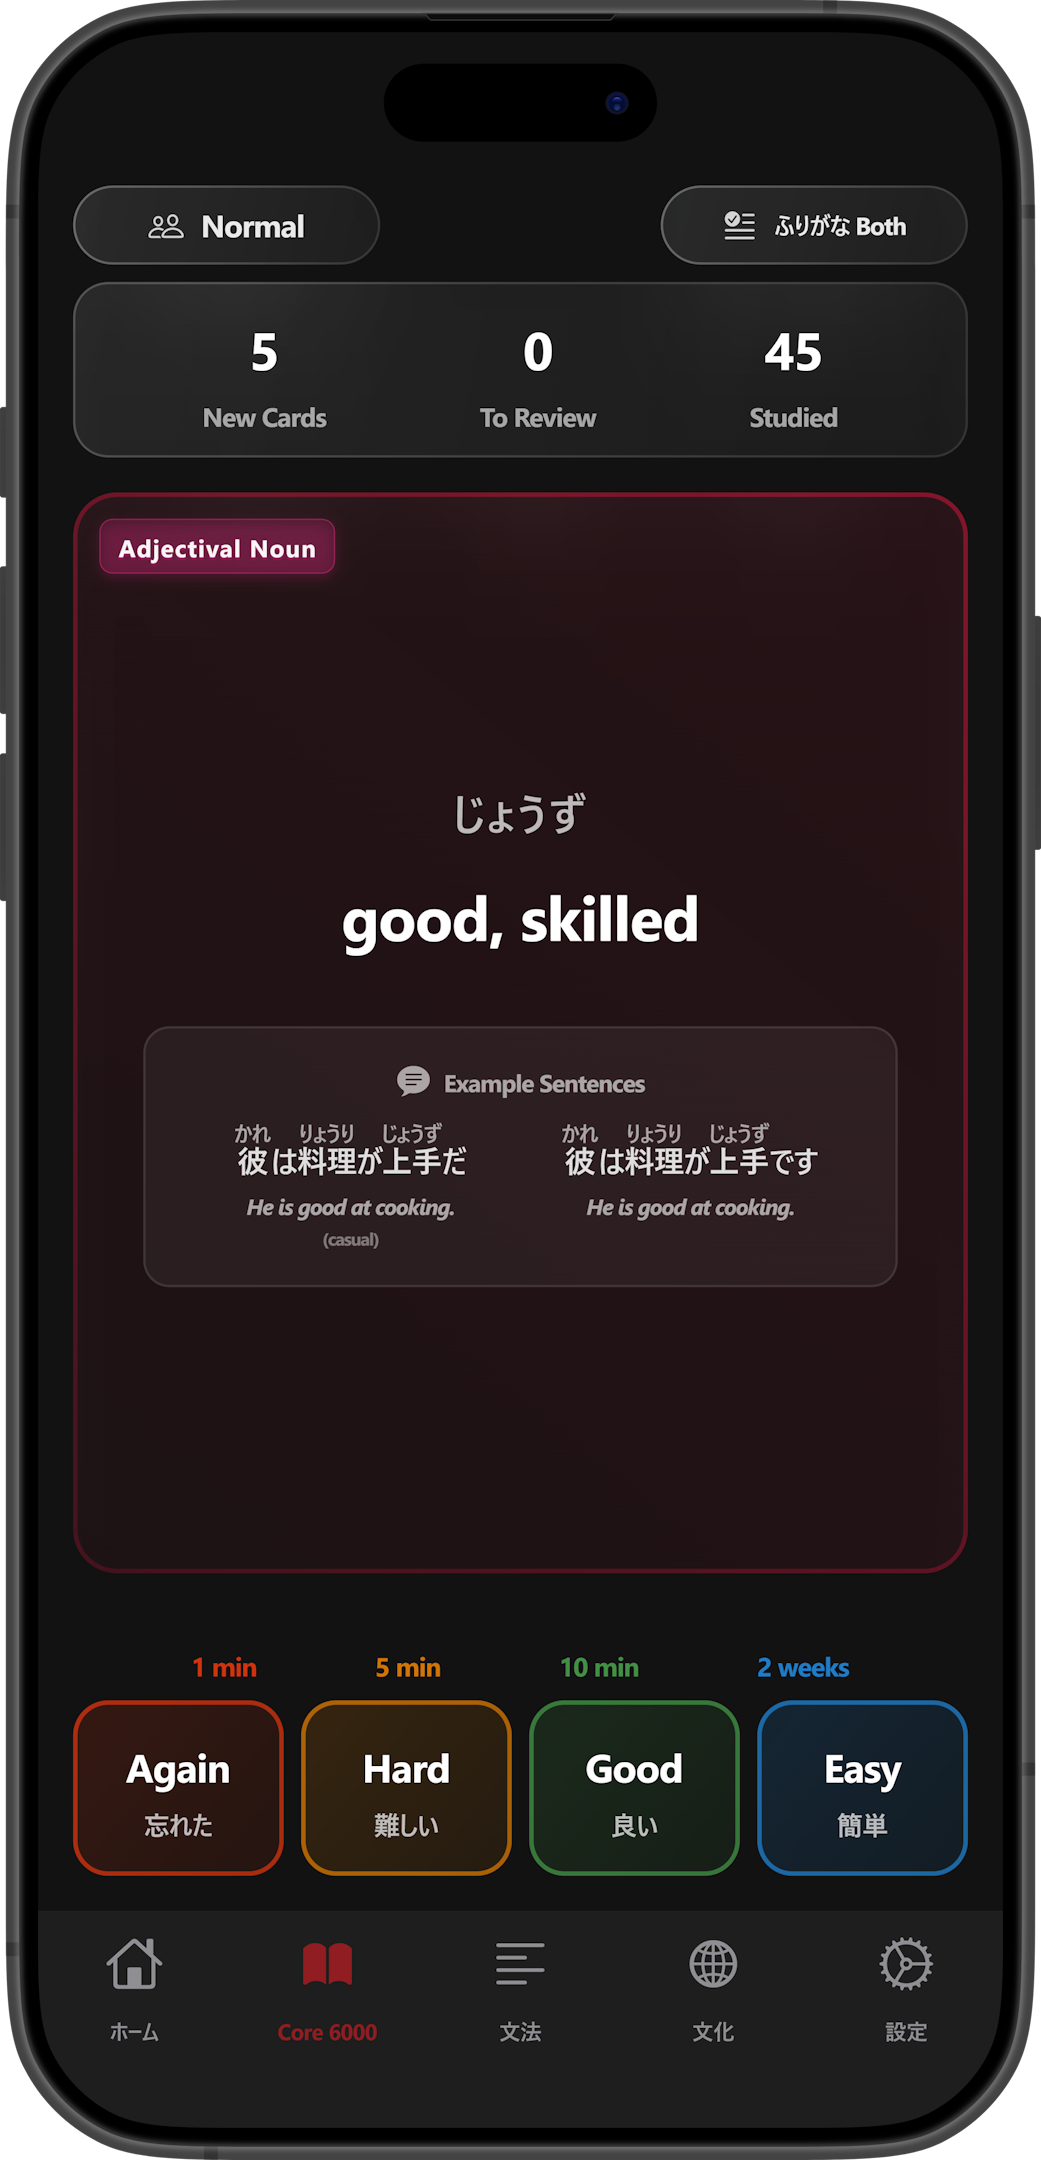 Normal
ふりがな Both
5 0 45
New Cards To Review Studied
Adjectival Noun
じょうず
good, skilled
Example Sentences
かれ りょうり じょうず
彼は料理が上手だ
He is good at cooking.
(casual)
かれ りょうり じょうず
彼は料理が上手です
He is good at cooking.
1 min 5 min 10 min 2 weeks
Again Hard Good Easy
忘れた 難しい 良い 簡単
ホーム Core 6000 文法 文化 設定